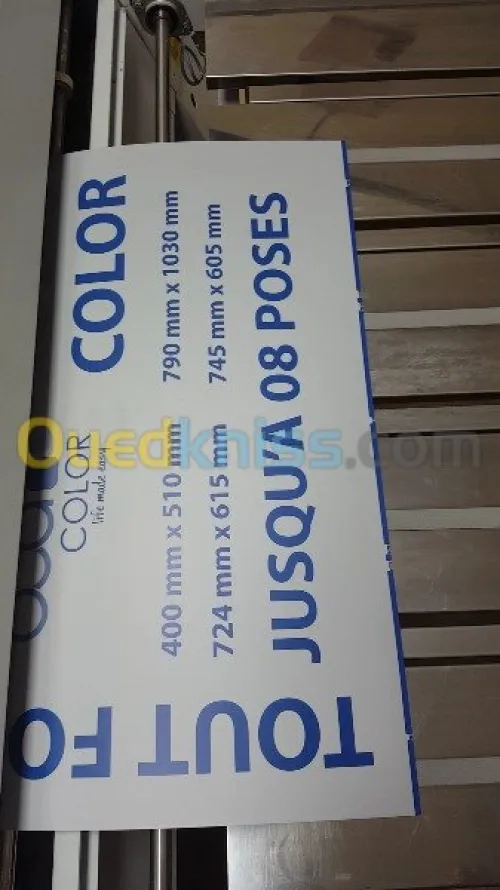 COLOR
life made easy
COLOR
400 mm x 510 mm 790 mm x 1030 mm
724 mm x 615 mm 745 mm x 605 mm
JUSQU'A 08 POSES
TOUT FO
Ouedkniss.com